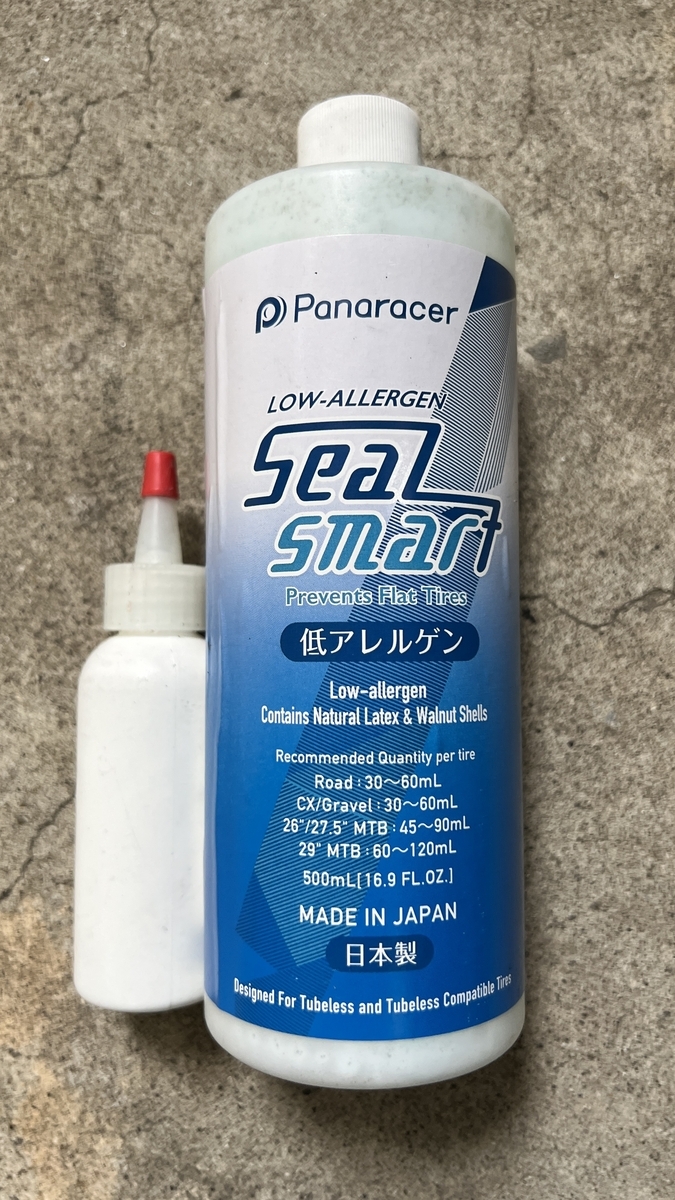 Panaracer
LOW-ALLERGEN
Seal
smart
Prevents Flat Tires
低アレルゲン
Low-allergen
Contains Natural Latex & Walnut Shells
Recommended Quantity per tire
Road : 30～60mL
CX/Gravel : 30～60mL
26"/27.5" MTB : 45～90mL
29" MTB : 60～120mL
500mL[16.9 FL.OZ.]
MADE IN JAPAN
日本製
Designed For Tubeless and Tubeless Compatible Tires